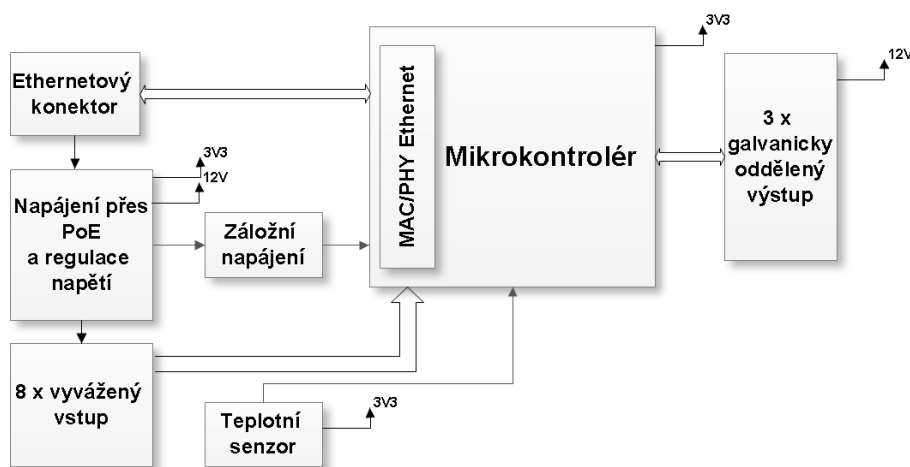 Ethernetový
konektor
3V3
12V
Napájení přes
PoE
a regulace
napětí
Záložní
napájení
8 x vyvážený
vstup
Teplotní
senzor
3V3
MAC/PHY Ethernet
Mikrokontrolér
3V3
12V
3 x
galvanicky
oddělený
výstup